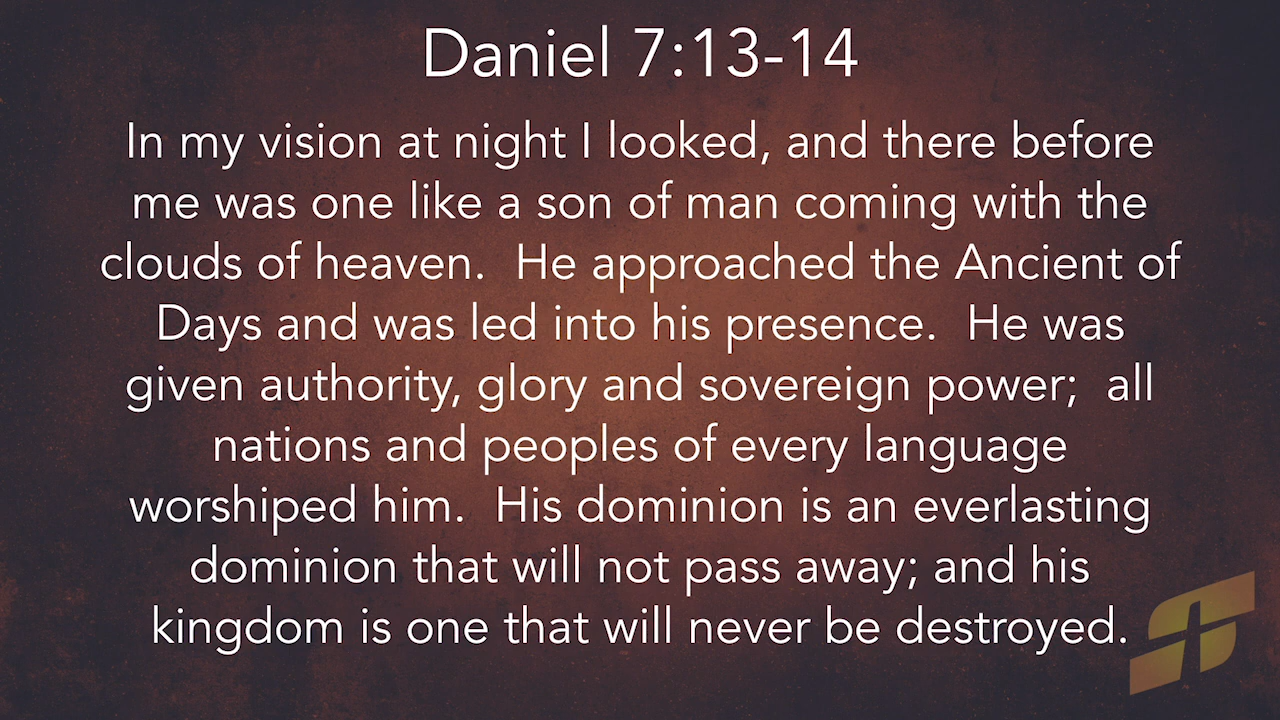 Daniel 7:13-14
In my vision at night I looked, and there before
me was one like a son of man coming with the
clouds of heaven.  He approached the Ancient of
Days and was led into his presence.  He was
given authority, glory and sovereign power;  all
nations and peoples of every language
worshiped him.  His dominion is an everlasting
dominion that will not pass away; and his
kingdom is one that will never be destroyed.